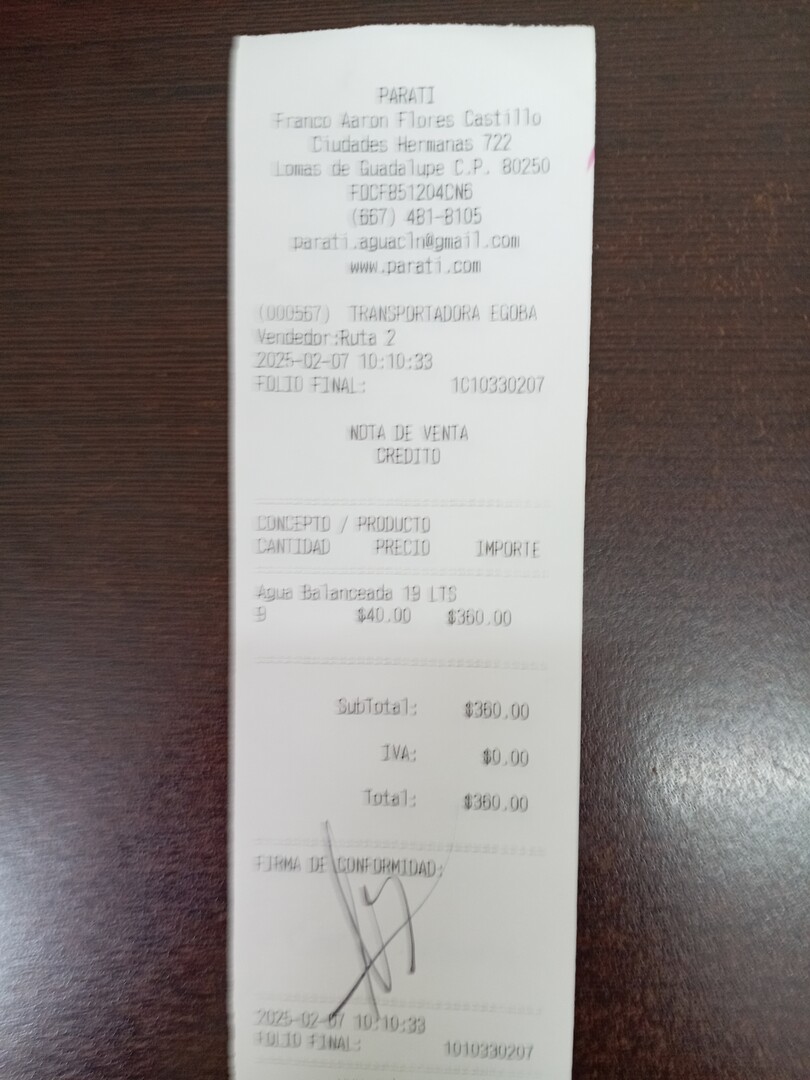 PARATI
Franco Aaron Flores Castillo
Ciudades Hermanas 722
Lomas de Guadalupe C.P. 80250
FOCF851204CN6
(667) 481-8105
parati.aguacln@gmail.com
www.parati.com
(000567) TRANSPORTADORA EGOBA
Vendedor:Ruta 2
2025-02-07 10:10:33
FOLIO FINAL: 1010330207
NOTA DE VENTA
CREDITO
CONCEPTO / PRODUCTO
CANTIDAD PRECIO IMPORTE
Agua Balanceada 19 LTS
9 $40.00 $360.00
SubTotal: $360.00
IVA: $0.00
Total: $360.00
FIRMA DE CONFORMIDAD:
2025-02-07 10:10:33
FOLIO FINAL: 1010330207